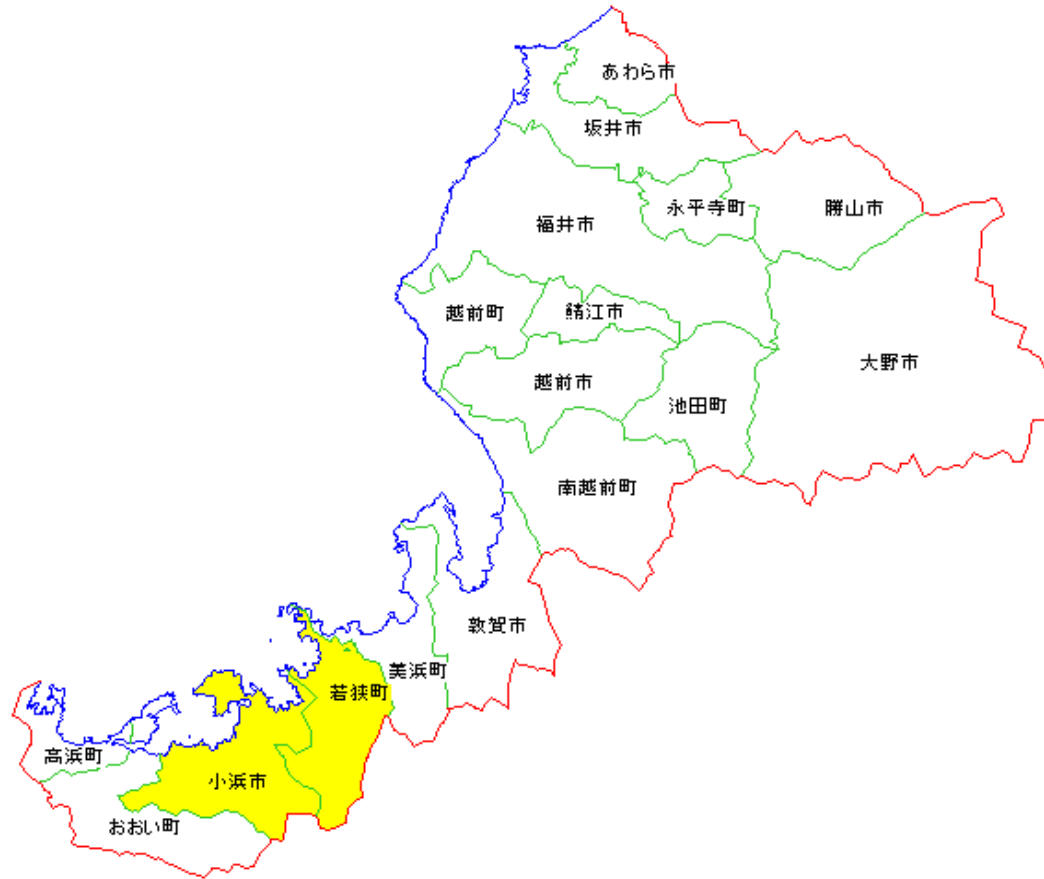 あわら市
坂井市
永平寺町
勝山市
福井市
越前町
鯖江市
大野市
越前市
池田町
南越前町
敦賀市
美浜町
若狭町
高浜町
小浜市
おおい町